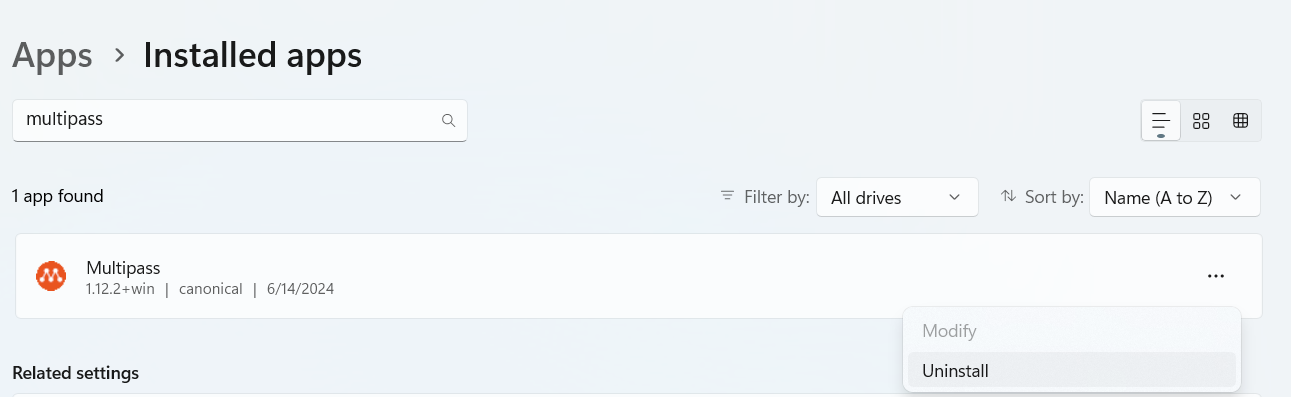 Apps > Installed apps
multipass
1 app found Filter by: All drives Sort by: Name (A to Z)
Multipass
1.12.2+win | canonical | 6/14/2024
Modify
Uninstall
Related settings